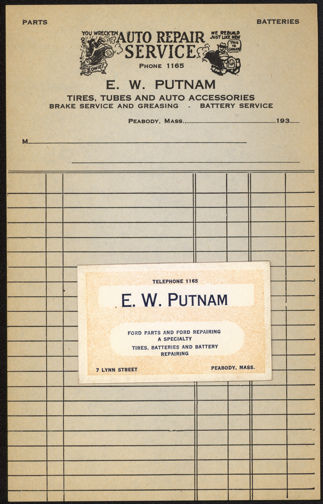 PARTS BATTERIES
YOU WRECK'EM AUTO REPAIR WE REBUILD JUST LIKE NEW
SERVICE
PHONE 1165
E. W. PUTNAM
TIRES, TUBES AND AUTO ACCESSORIES
BRAKE SERVICE AND GREASING . BATTERY SERVICE
PEABODY, MASS. 193
M
TELEPHONE 1165
E. W. PUTNAM
FORD PARTS AND FORD REPAIRING
A SPECIALTY
TIRES, BATTERIES AND BATTERY
REPAIRING
7 LYNN STREET PEABODY, MASS.